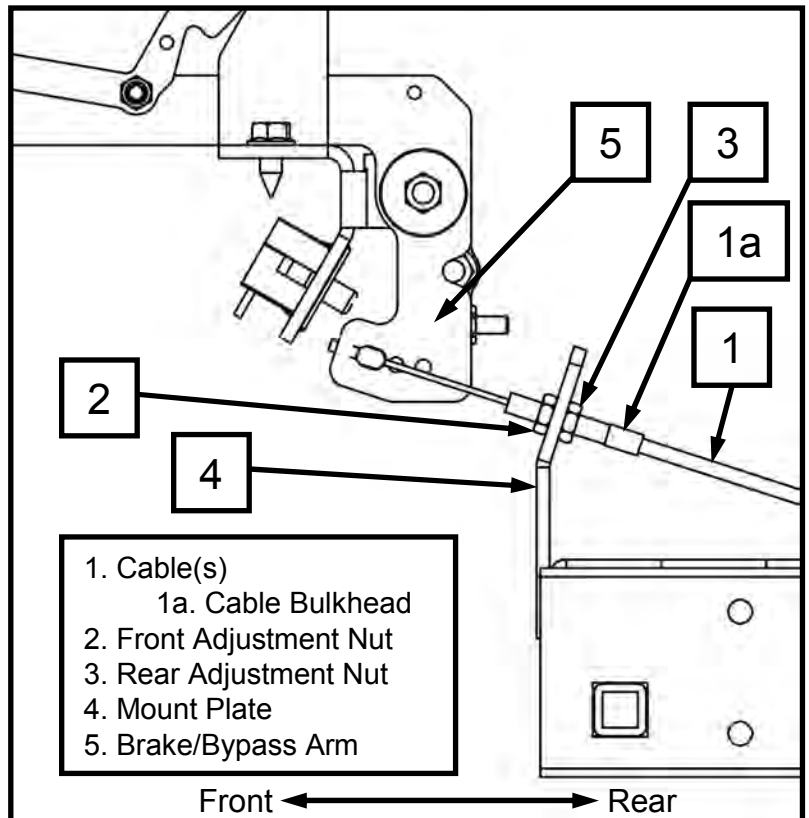 5
3
1a
1
2
4
1. Cable(s)
1a. Cable Bulkhead
2. Front Adjustment Nut
3. Rear Adjustment Nut
4. Mount Plate
5. Brake/Bypass Arm
Front
Rear